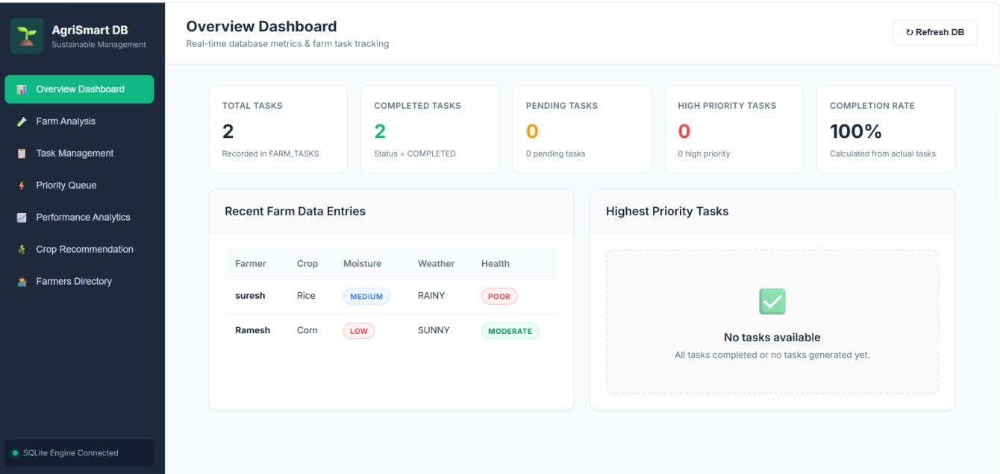 AgriSmart DB
Sustainable Management
Overview Dashboard
Farm Analysis
Task Management
Priority Queue
Performance Analytics
Crop Recommendation
Farmers Directory
SQLite Engine Connected
Overview Dashboard
Real-time database metrics & farm task tracking
↻ Refresh DB
TOTAL TASKS
2
Recorded in FARM_TASKS
COMPLETED TASKS
2
Status = COMPLETED
PENDING TASKS
0
0 pending tasks
HIGH PRIORITY TASKS
0
0 high priority
COMPLETION RATE
100%
Calculated from actual tasks
Recent Farm Data Entries
Farmer Crop Moisture Weather Health
suresh Rice MEDIUM RAINY POOR
Ramesh Corn LOW SUNNY MODERATE
Highest Priority Tasks
No tasks available
All tasks completed or no tasks generated yet.